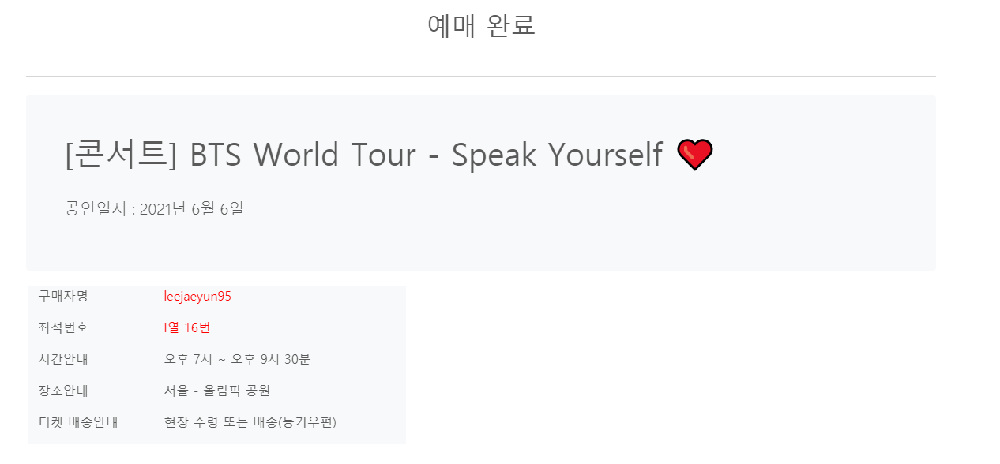 예매 완료
[콘서트] BTS World Tour - Speak Yourself
공연일시 : 2021년 6월 6일
구매자명 leejaeyun95
좌석번호 I열 16번
시간안내 오후 7시 ~ 오후 9시 30분
장소안내 서울 - 올림픽 공원
티켓 배송안내 현장 수령 또는 배송(등기우편)